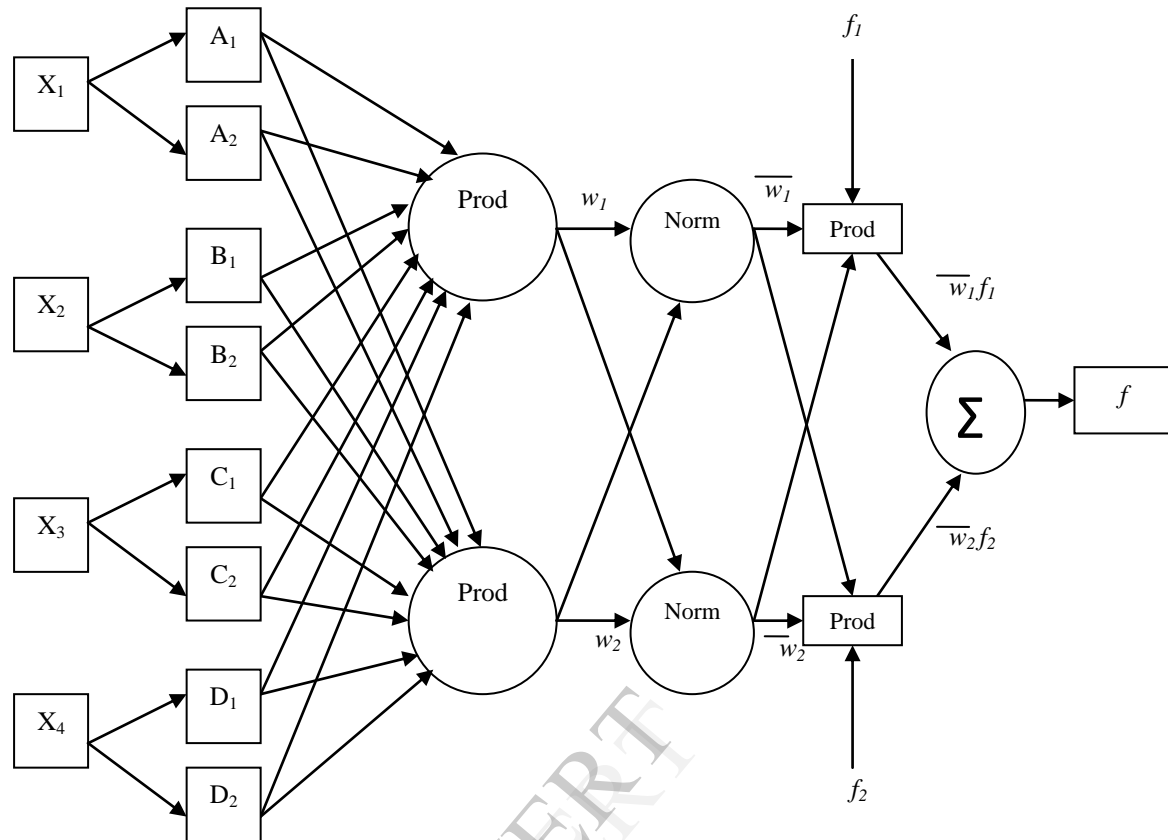 X₁
A₁
A₂
X₂
B₁
B₂
X₃
C₁
C₂
X₄
D₁
D₂
Prod
Prod
w₁
w₂
Norm
Norm
w̅₁
w̅₂
f₁
Prod
Prod
f₂
w̅₁f₁
w̅₂f₂
Σ
f
ERT